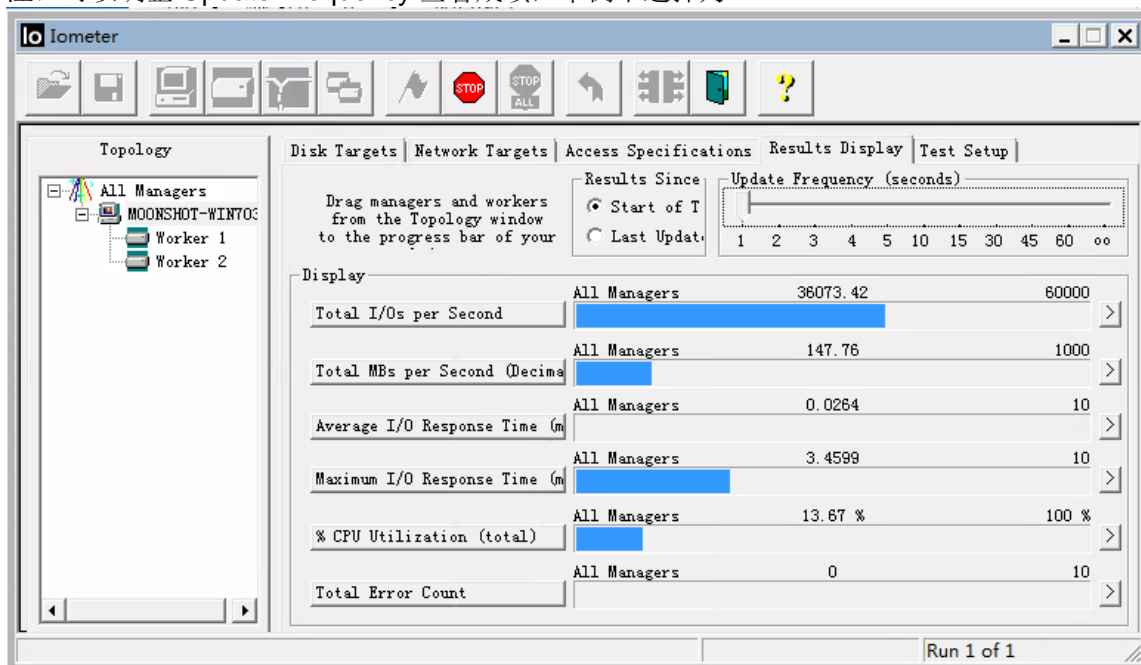 Iometer
STOP
STOP
ALL
Topology
All Managers
MOONSHOT-WIN703
Worker 1
Worker 2
Disk Targets
Network Targets
Access Specifications
Results Display
Test Setup
Drag managers and workers
from the Topology window
to the progress bar of your
Results Since
Start of T
Last Updat
Update Frequency (seconds)
1 2 3 4 5 10 15 30 45 60 oo
Display
All Managers 36073.42 60000
Total I/Os per Second
All Managers 147.76 1000
Total MBs per Second (Decima
All Managers 0.0264 10
Average I/O Response Time (m
All Managers 3.4599 10
Maximum I/O Response Time (m
All Managers 13.67 % 100 %
% CPU Utilization (total)
All Managers 0 10
Total Error Count
Run 1 of 1